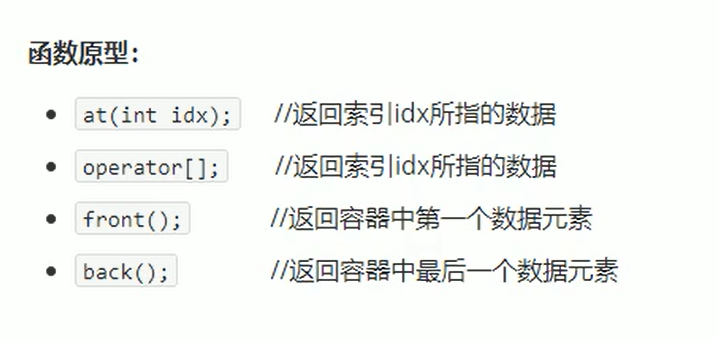 函数原型：
at(int idx); //返回索引idx所指的数据
operator[]; //返回索引idx所指的数据
front(); //返回容器中第一个数据元素
back(); //返回容器中最后一个数据元素